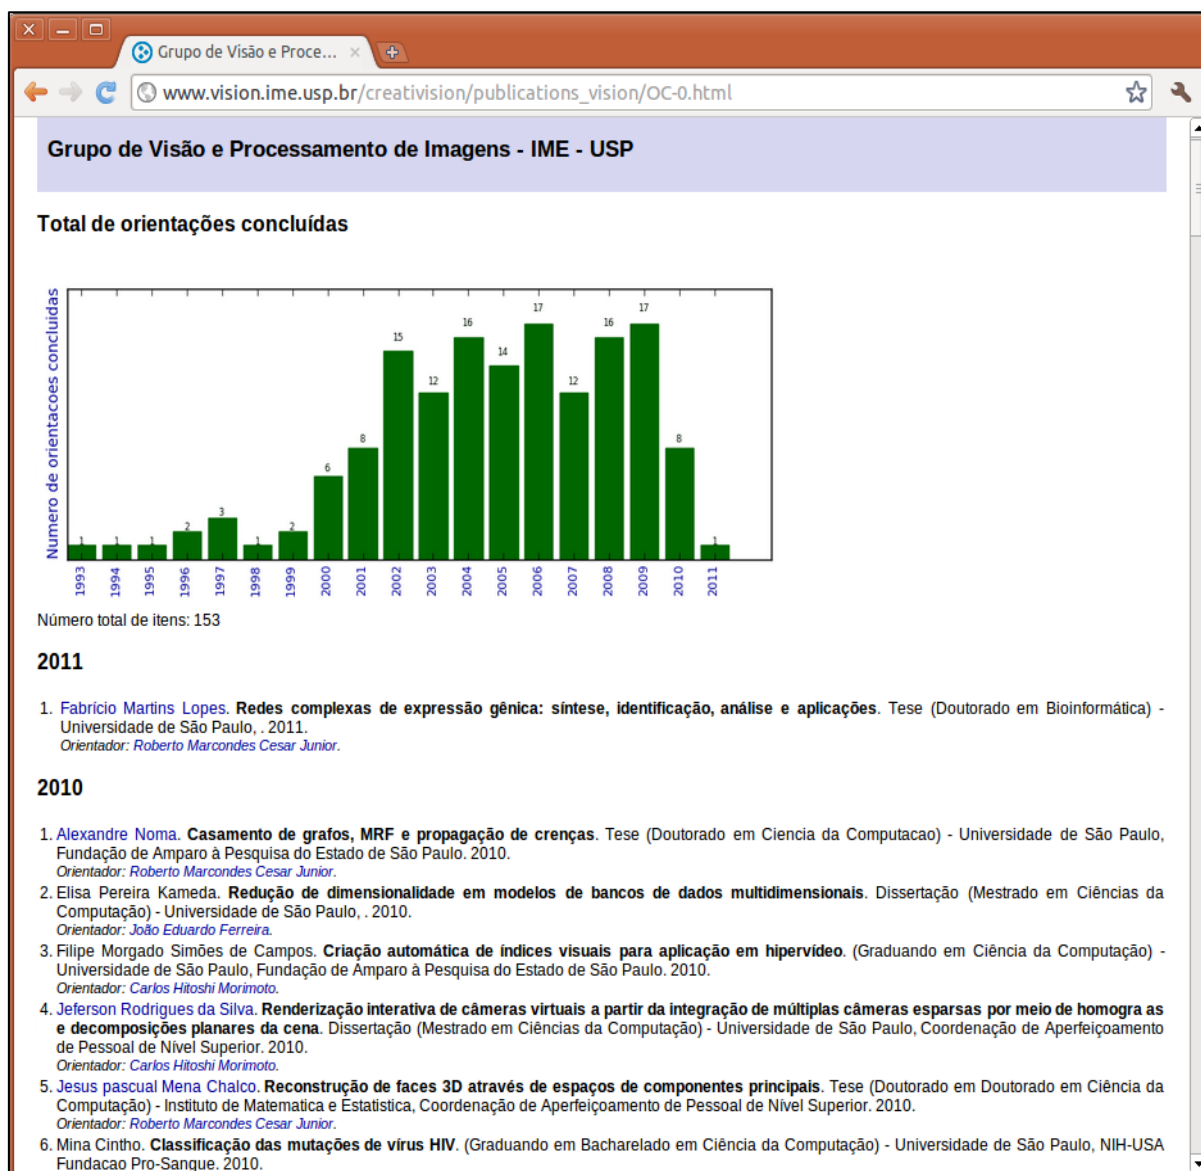 Grupo de Visão e Proce...
www.vision.ime.usp.br/creativision/publications_vision/OC-0.html
Grupo de Visão e Processamento de Imagens - IME - USP
Total de orientações concluídas
Numero de orientacoes concluidas
1 1 1 2 3 1 2 6 8 15 12 16 14 17 12 16 17 8 1
1993 1994 1995 1996 1997 1998 1999 2000 2001 2002 2003 2004 2005 2006 2007 2008 2009 2010 2011
Número total de itens: 153
2011
1. Fabrício Martins Lopes. Redes complexas de expressão gênica: síntese, identificação, análise e aplicações. Tese (Doutorado em Bioinformática) -
Universidade de São Paulo, . 2011.
Orientador: Roberto Marcondes Cesar Junior.
2010
1. Alexandre Noma. Casamento de grafos, MRF e propagação de crenças. Tese (Doutorado em Ciencia da Computacao) - Universidade de São Paulo,
Fundação de Amparo à Pesquisa do Estado de São Paulo. 2010.
Orientador: Roberto Marcondes Cesar Junior.
2. Elisa Pereira Kameda. Redução de dimensionalidade em modelos de bancos de dados multidimensionais. Dissertação (Mestrado em Ciências da
Computação) - Universidade de São Paulo, . 2010.
Orientador: João Eduardo Ferreira.
3. Filipe Morgado Simões de Campos. Criação automática de índices visuais para aplicação em hipervídeo. (Graduando em Ciência da Computação) -
Universidade de São Paulo, Fundação de Amparo à Pesquisa do Estado de São Paulo. 2010.
Orientador: Carlos Hitoshi Morimoto.
4. Jeferson Rodrigues da Silva. Renderização interativa de câmeras virtuais a partir da integração de múltiplas câmeras esparsas por meio de homogra as
e decomposições planares da cena. Dissertação (Mestrado em Ciências da Computação) - Universidade de São Paulo, Coordenação de Aperfeiçoamento
de Pessoal de Nível Superior. 2010.
Orientador: Carlos Hitoshi Morimoto.
5. Jesus pascual Mena Chalco. Reconstrução de faces 3D através de espaços de componentes principais. Tese (Doutorado em Doutorado em Ciência da
Computação) - Instituto de Matematica e Estatistica, Coordenação de Aperfeiçoamento de Pessoal de Nível Superior. 2010.
Orientador: Roberto Marcondes Cesar Junior.
6. Mina Cintho. Classificação das mutações de vírus HIV. (Graduando em Bacharelado em Ciência da Computação) - Universidade de São Paulo, NIH-USA
Fundacao Pro-Sangue. 2010.